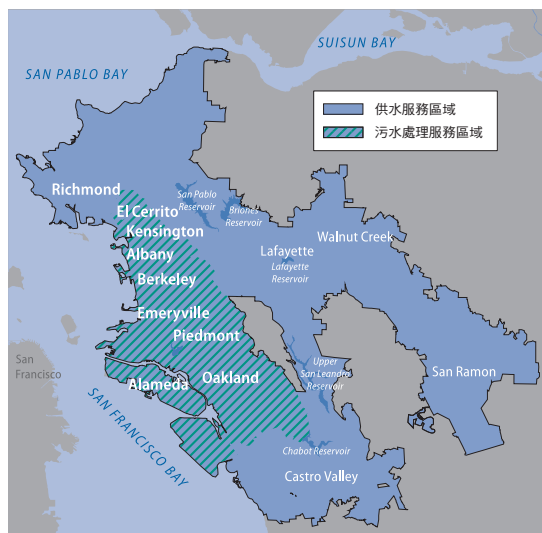 SUISUN BAY
SAN PABLO BAY
供水服務區域
污水處理服務區域
Richmond
San Pablo
Reservoir
El Cerrito
Briones
Reservoir
Kensington
Walnut Creek
Albany
Lafayette
Lafayette
Reservoir
Berkeley
Emeryville
Piedmont
San
Francisco
Upper
San Leandro
Reservoir
San Ramon
Oakland
Alameda
SAN FRANCISCO BAY
Chabot Reservoir
Castro Valley